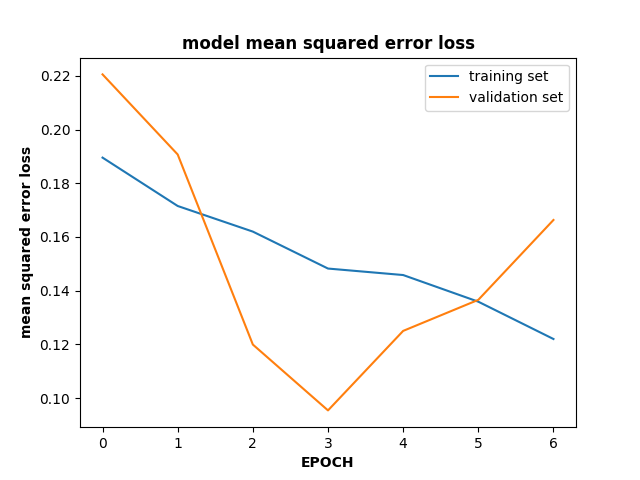 model mean squared error loss
training set
validation set
mean squared error loss
0.22
0.20
0.18
0.16
0.14
0.12
0.10
0 1 2 3 4 5 6
EPOCH